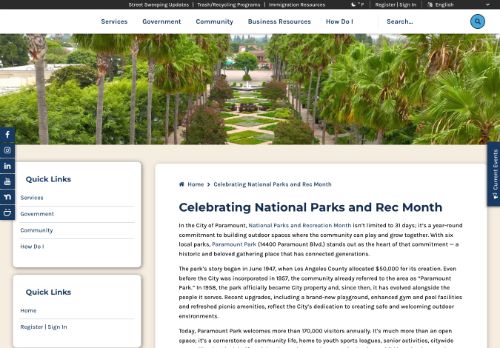 Street Sweeping Updates | Trash/Recycling Programs | Immigration Resources
°F
Register | Sign In
English
Services
Government
Community
Business Resources
How Do I
Search...
Current Events
Quick Links
Services
Government
Community
How Do I
Quick Links
Home
Register | Sign In
Home > Celebrating National Parks and Rec Month
Celebrating National Parks and Rec Month
In the City of Paramount, National Parks and Recreation Month isn't limited to 31 days; it's a year-round
commitment to building outdoor spaces where the community can play and grow together. With six
local parks, Paramount Park (14400 Paramount Blvd.) stands out as the heart of that commitment — a
historic and beloved gathering place that has connected generations.
The park's story began in June 1947, when Los Angeles County allocated $50,000 for its creation. Even
before the City was incorporated in 1957, the community already referred to the area as "Paramount
Park." In 1958, the park officially became City property and, since then, it has evolved alongside the
people it serves. Recent upgrades, including a brand-new playground, enhanced gym and pool facilities
and refreshed picnic amenities, reflect the City's dedication to creating safe and welcoming outdoor
environments.
Today, Paramount Park welcomes more than 170,000 visitors annually. It's much more than an open
space; it's a cornerstone of community life, home to youth sports leagues, senior activities, citywide